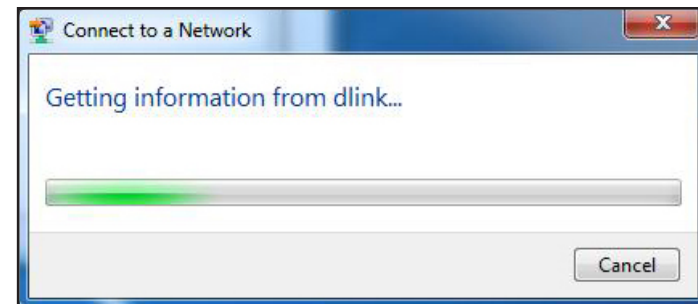 Connect to a Network
Getting information from dlink...
Cancel